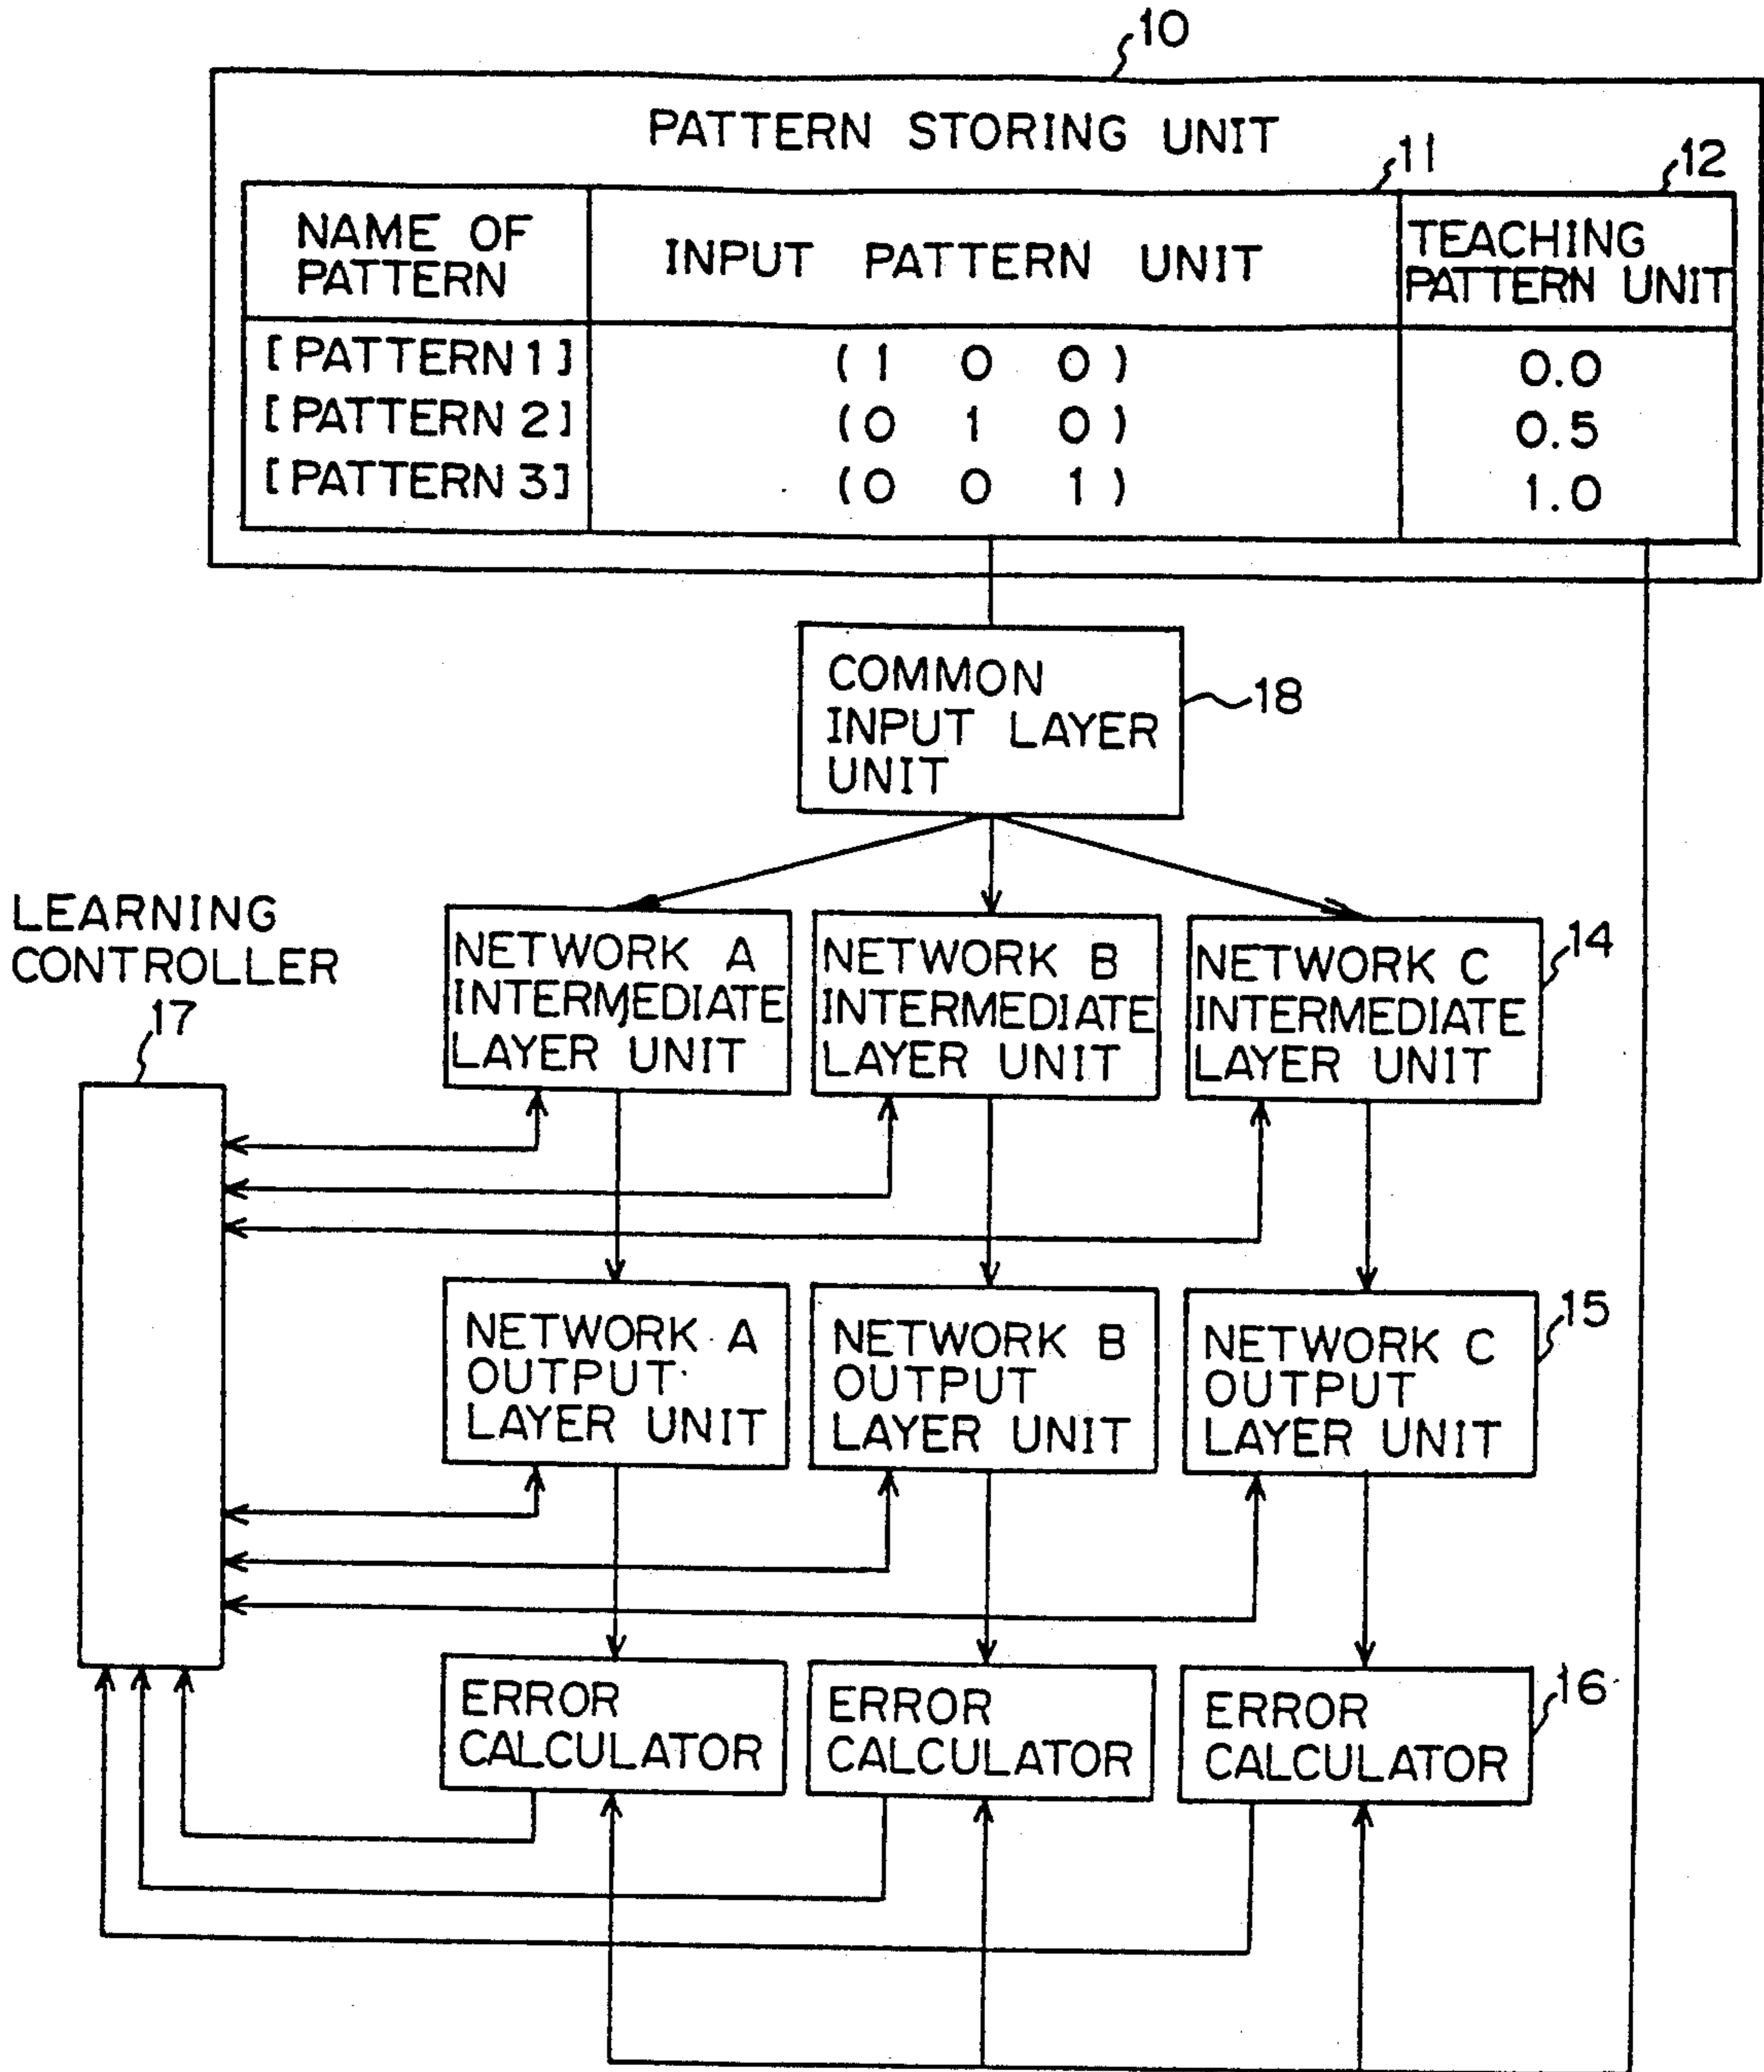 10
PATTERN STORING UNIT
11
12
NAME OF
PATTERN
INPUT PATTERN UNIT
TEACHING
PATTERN UNIT
[PATTERN 1] (1 0 0) 0.0
[PATTERN 2] (0 1 0) 0.5
[PATTERN 3] (0 0 1) 1.0
COMMON
INPUT LAYER
UNIT
18
LEARNING
CONTROLLER
17
NETWORK A
INTERMEDIATE
LAYER UNIT
NETWORK B
INTERMEDIATE
LAYER UNIT
NETWORK C
INTERMEDIATE
LAYER UNIT
14
NETWORK A
OUTPUT
LAYER UNIT
NETWORK B
OUTPUT
LAYER UNIT
NETWORK C
OUTPUT
LAYER UNIT
15
ERROR
CALCULATOR
ERROR
CALCULATOR
ERROR
CALCULATOR
16